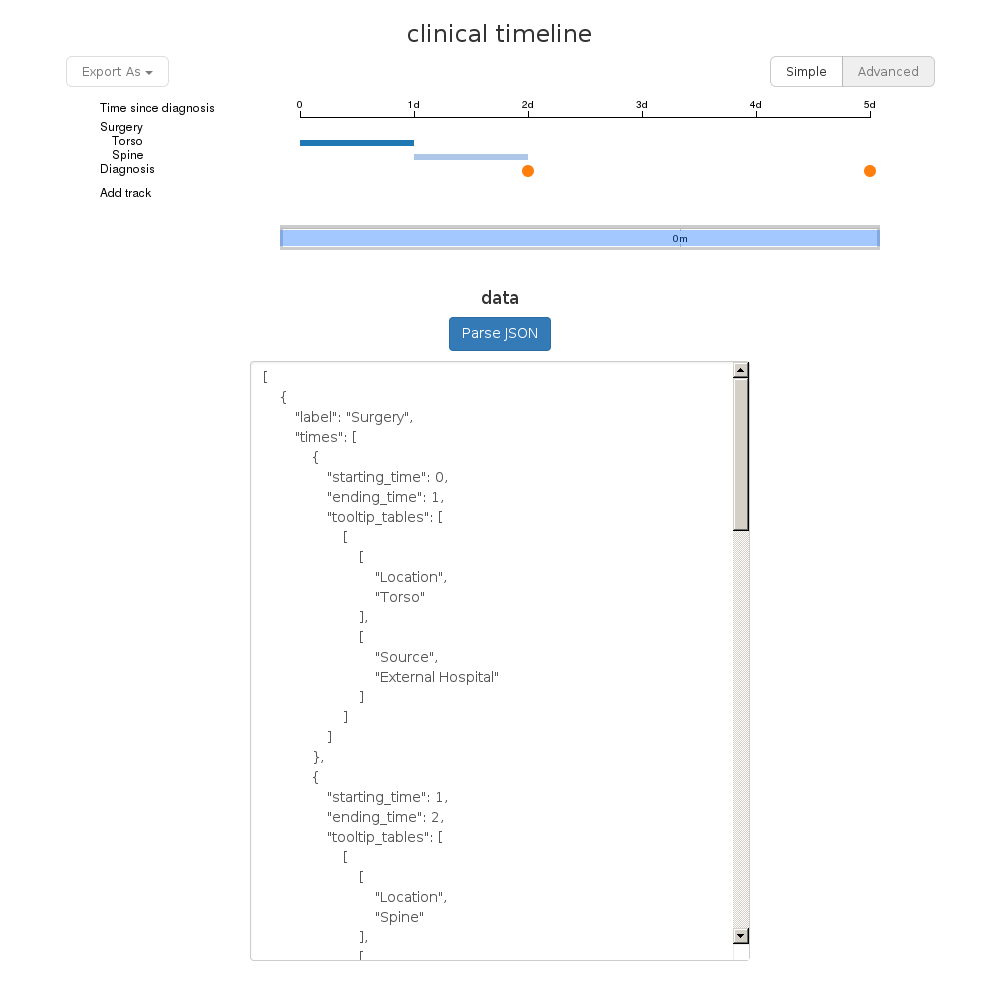 clinical timeline
Export As
Simple Advanced
Time since diagnosis 0 1d 2d 3d 4d 5d
Surgery
Torso
Spine
Diagnosis
Add track
0m
data
Parse JSON
[
{
"label": "Surgery",
"times": [
{
"starting_time": 0,
"ending_time": 1,
"tooltip_tables": [
[
[
"Location",
"Torso"
],
[
"Source",
"External Hospital"
]
]
]
},
{
"starting_time": 1,
"ending_time": 2,
"tooltip_tables": [
[
[
"Location",
"Spine"
],
[